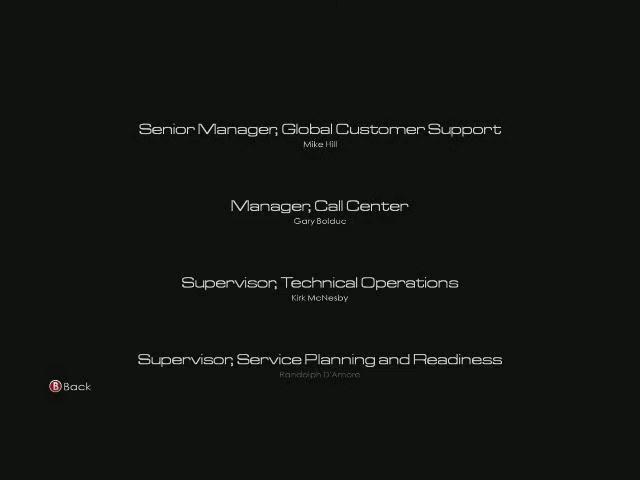 Senior Manager, Global Customer Support
Mike Hill
Manager, Call Center
Gary Bolduc
Supervisor, Technical Operations
Kirk McNesby
Supervisor, Service Planning and Readiness
Randolph D'Amore
B Back